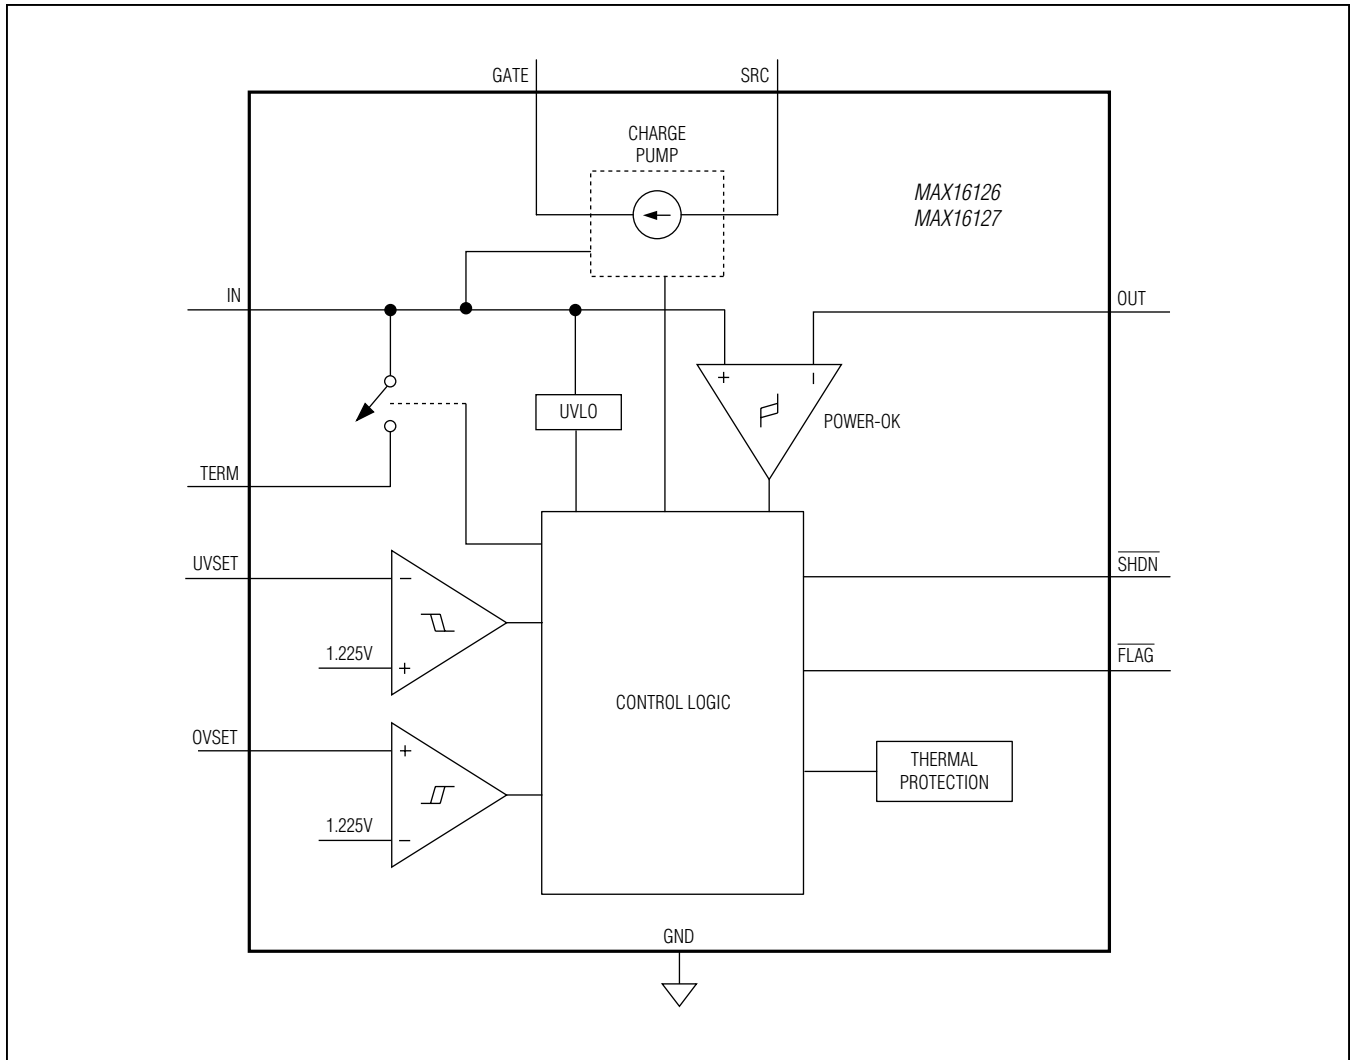 GATE
SRC
CHARGE
PUMP
MAX16126
MAX16127
IN
OUT
+
−
UVLO
POWER-OK
TERM
UVSET
−
SHDN
1.225V
+
FLAG
CONTROL LOGIC
OVSET
+
THERMAL
PROTECTION
1.225V
−
GND